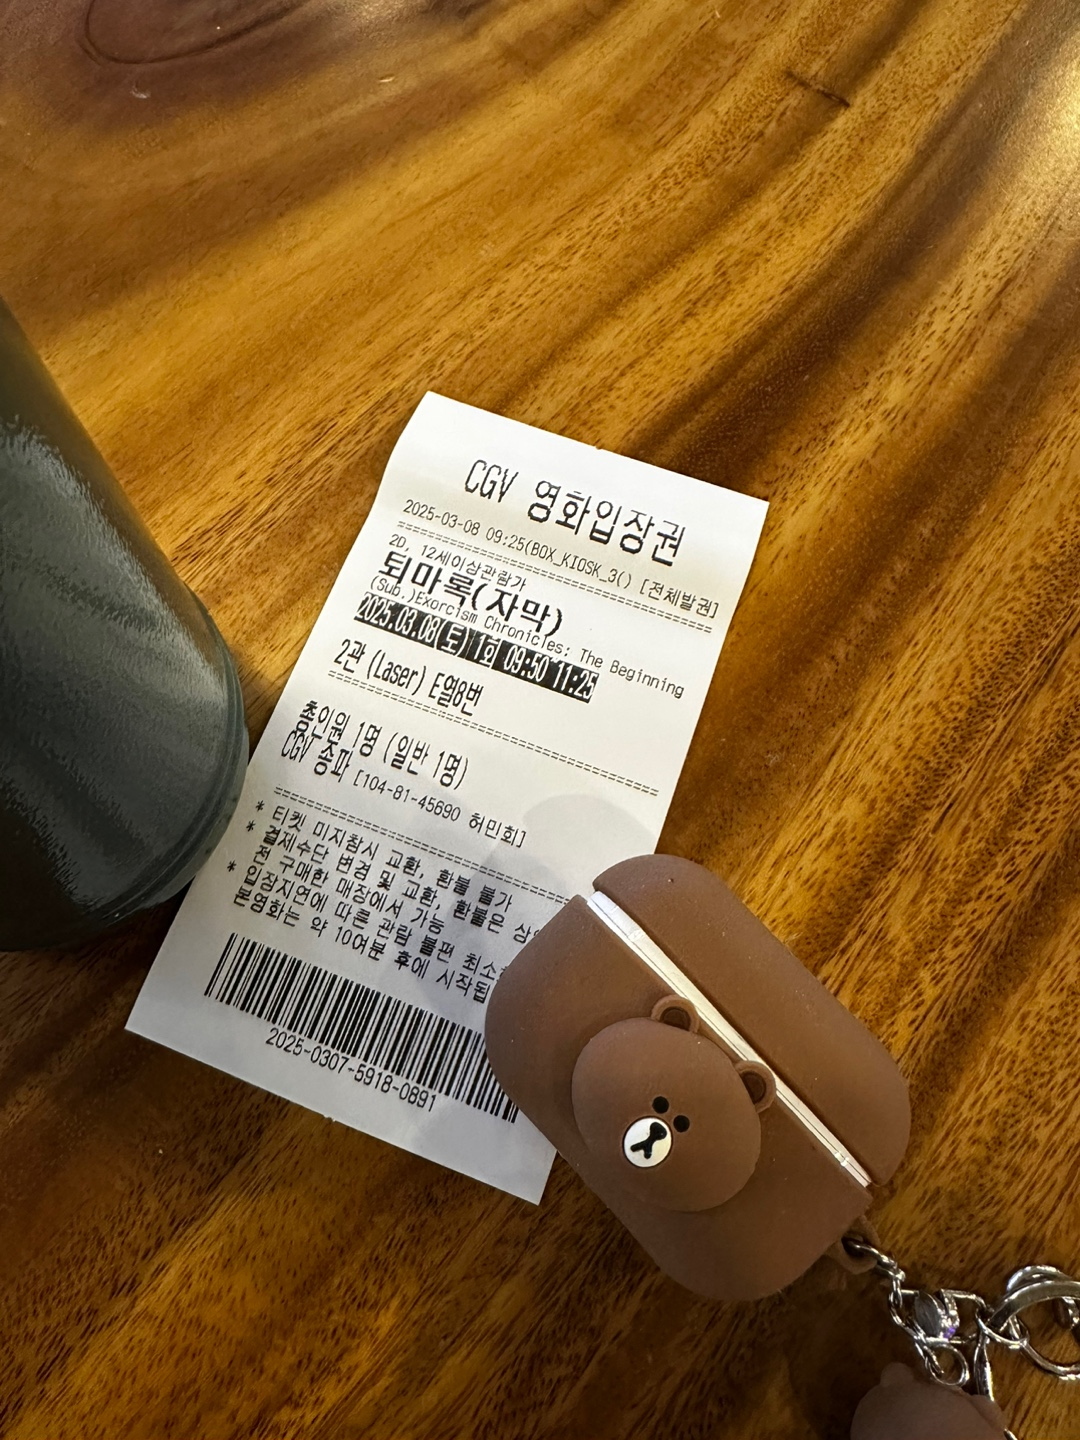 CGV 영화입장권
2025-03-08 09:25(BOX_KIOSK_3() [전체발권]
2D, 12세이상관람가
퇴마록(자막)
(Sub.)Exorcism Chronicles: The Beginning
2025.03.08(토) 1회 09:50~11:25
2관 (Laser) E열8번
총인원 1명 (일반 1명)
CGV 송파 [104-81-45690 허민회]
* 티켓 미지참시 교환, 환불 불가
* 결제수단 변경 및 교환, 환불은
전 구매한 매장에서 가능
* 입장지연에 따른 관람 불편
본영화는 약 10여분 후에
2025-0307-5918-0891